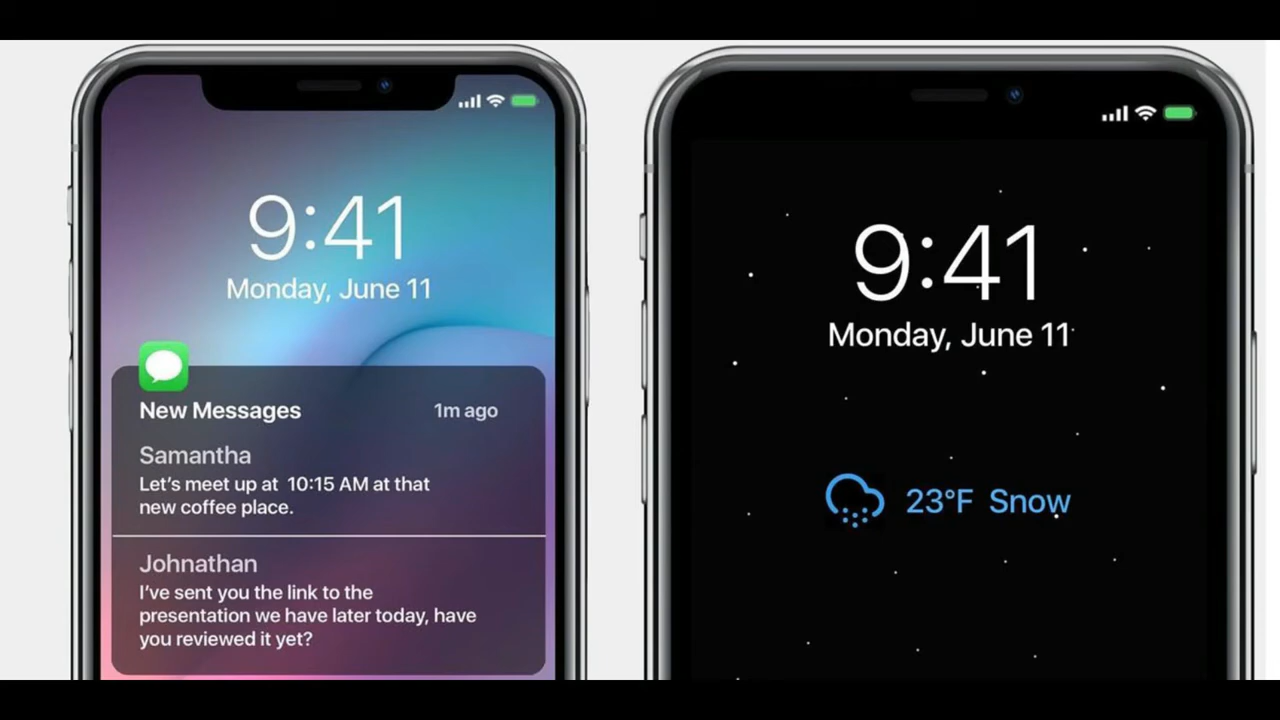 9:41
Monday, June 11
New Messages 1m ago
Samantha
Let's meet up at 10:15 AM at that
new coffee place.
Johnathan
I've sent you the link to the
presentation we have later today, have
you reviewed it yet?
9:41
Monday, June 11
23°F Snow